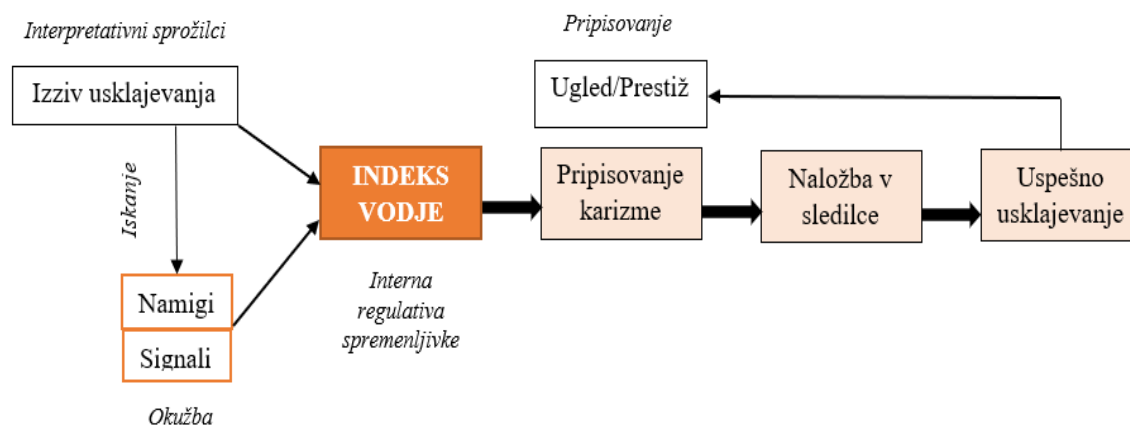 Interpretativni sprožilci
Pripisovanje
Izziv usklajevanja
Ugled/Prestiž
Iskanje
INDEKS
VODJE
Pripisovanje
karizme
Naložba v
sledilce
Uspešno
usklajevanje
Namigi
Signali
Interna
regulativa
spremenljivke
Okužba